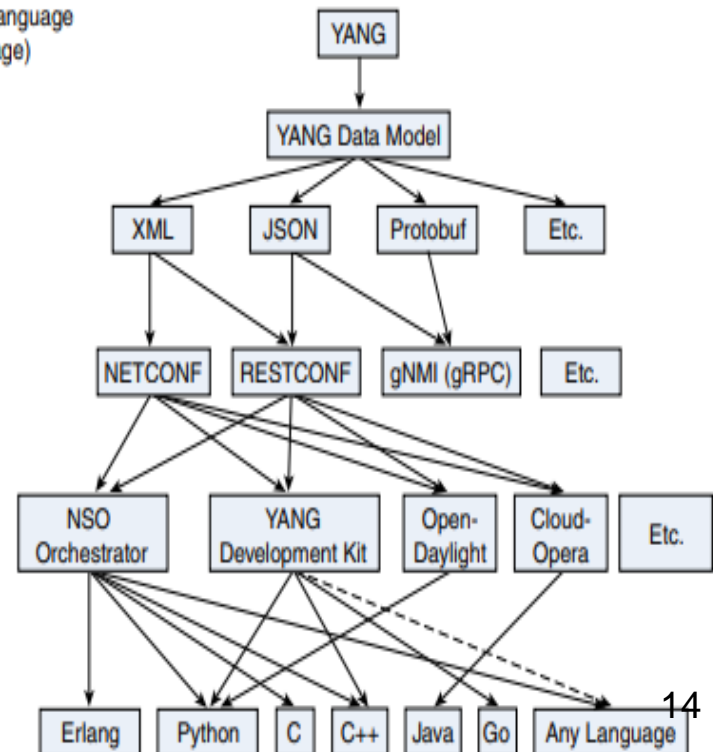 anguage
ge)
YANG
YANG Data Model
XML
JSON
Protobuf
Etc.
NETCONF
RESTCONF
gNMI (gRPC)
Etc.
NSO
Orchestrator
YANG
Development Kit
Open-
Daylight
Cloud-
Opera
Etc.
14
Erlang
Python
C
C++
Java
Go
Any Language